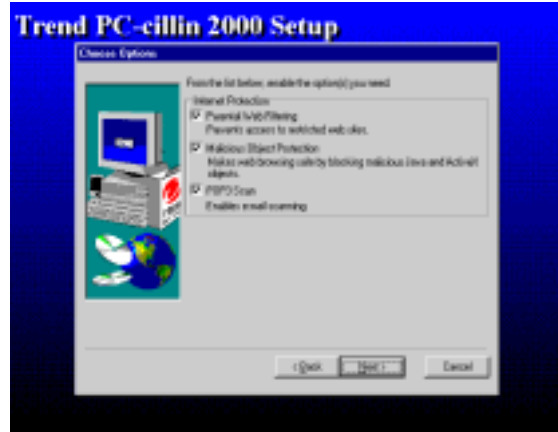 Trend PC-cillin 2000 Setup
Choose Options
From the list below, enable the option(s) you need.
Internet Protection
Parental Web Filtering
Prevents access to restricted web sites.
Malicious Object Protection
Makes web browsing safe by blocking malicious Java and ActiveX
objects.
POP3 Scan
Enables e-mail scanning
< Back
Next >
Cancel